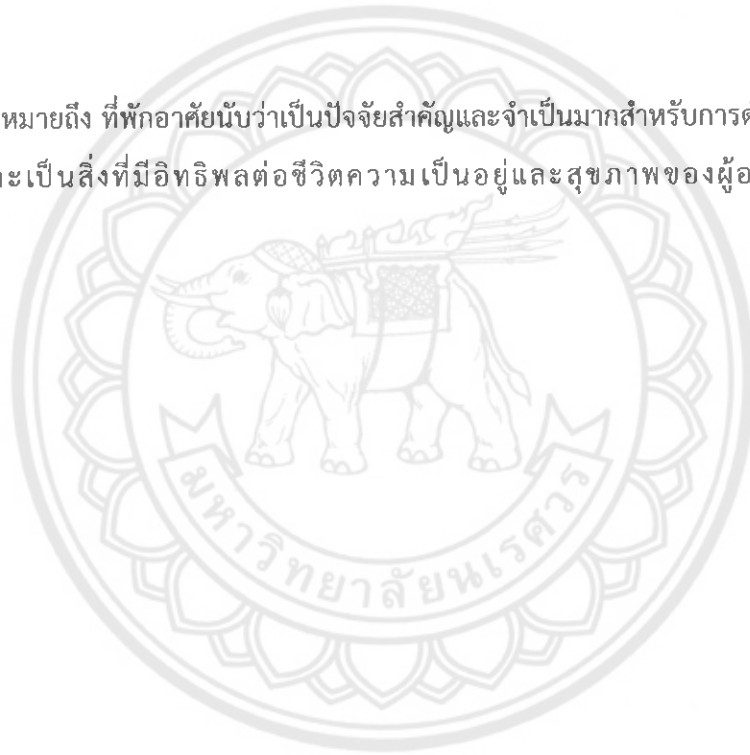 หมายถึง ที่พักอาศัยนับว่าเป็นปัจจัยสำคัญและจำเป็นมากสำหรับการ
เป็นสิ่งที่มีอิทธิพลต่อชีวิตความเป็นอยู่และสุขภาพของ
มหาวิทยาลัยนเรศวร